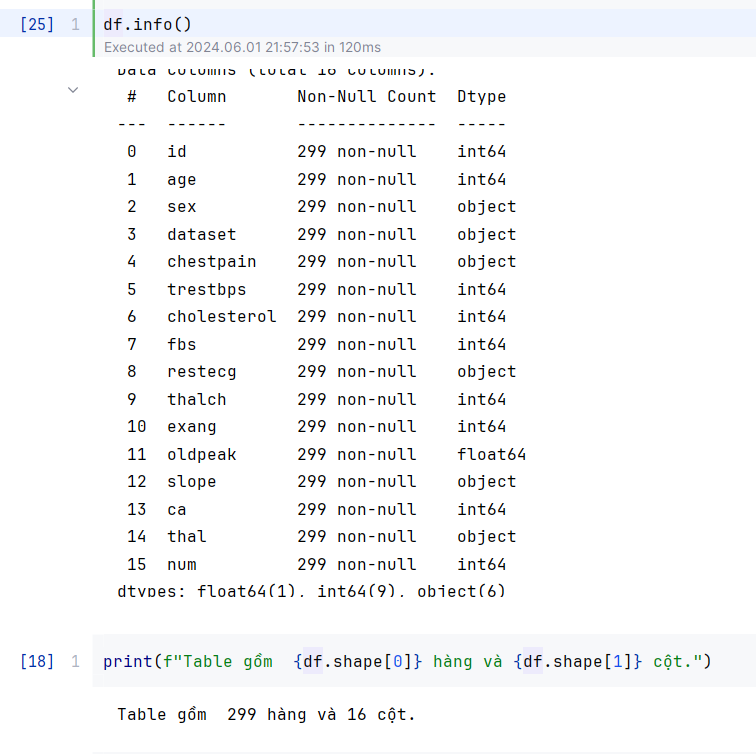 [25] 1 df.info()
Executed at 2024.06.01 21:57:53 in 120ms
Data columns (total 16 columns):
# Column Non-Null Count Dtype
--- ------ -------------- -----
0 id 299 non-null int64
1 age 299 non-null int64
2 sex 299 non-null object
3 dataset 299 non-null object
4 chestpain 299 non-null object
5 trestbps 299 non-null int64
6 cholesterol 299 non-null int64
7 fbs 299 non-null int64
8 restecg 299 non-null object
9 thalch 299 non-null int64
10 exang 299 non-null int64
11 oldpeak 299 non-null float64
12 slope 299 non-null object
13 ca 299 non-null int64
14 thal 299 non-null object
15 num 299 non-null int64
dtypes: float64(1), int64(9), object(6)
[18] 1 print(f"Table gồm  {df.shape[0]} hàng và {df.shape[1]} cột.")
Table gồm  299 hàng và 16 cột.